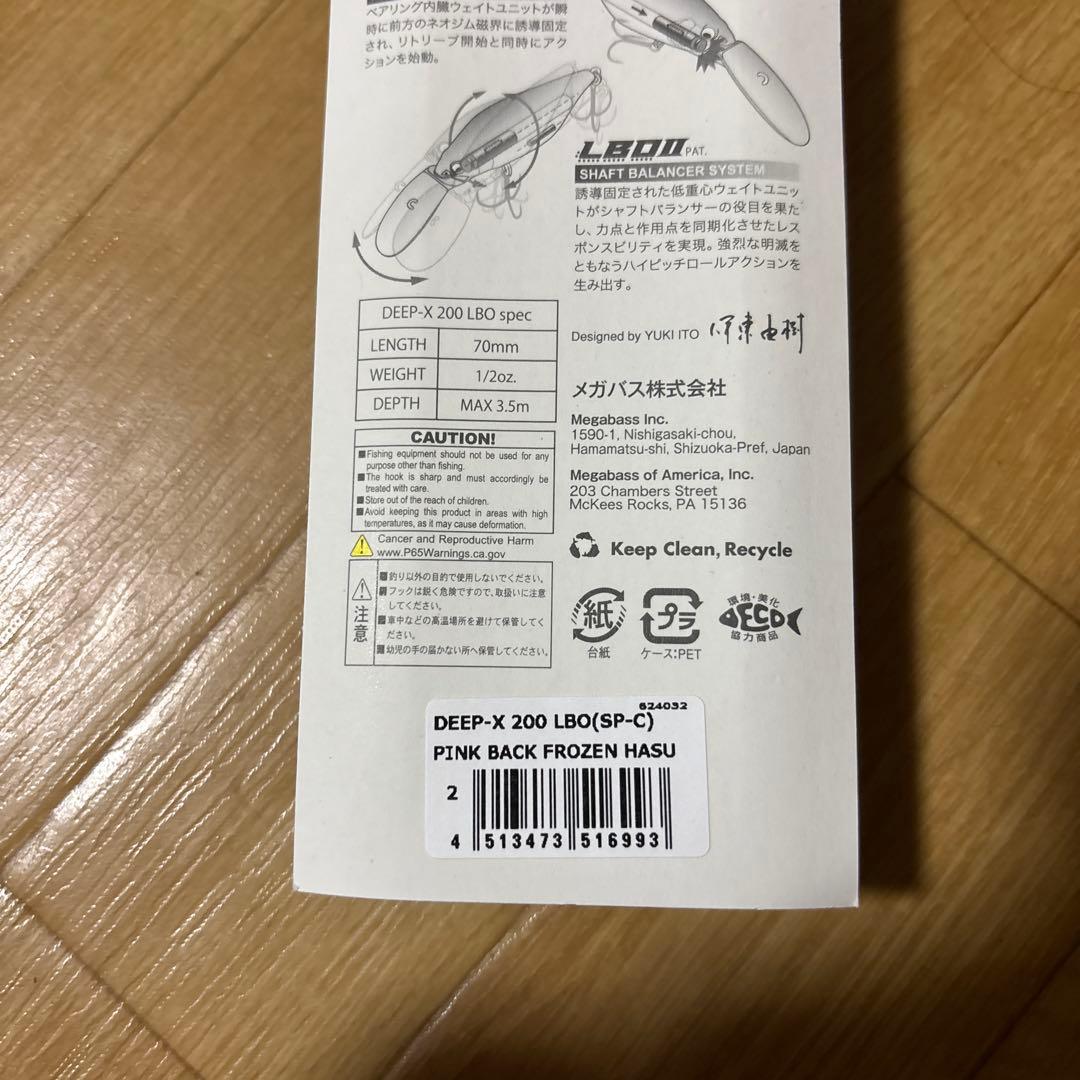 ベアリング内臓ウェイトユニットが瞬
時に前方のネオジム磁界に誘導固定
され、リトリーブ開始と同時にアク
ションを始動。
LBOII PAT.
SHAFT BALANCER SYSTEM
誘導固定された低重心ウェイトユニッ
トがシャフトバランサーの役目を果た
し、力点と作用点を同期化させたレス
ポンスビリティを実現。強烈な明滅を
ともなうハイピッチロールアクションを
生み出す。
DEEP-X 200 LBO spec
LENGTH 70mm
WEIGHT 1/2oz.
DEPTH MAX 3.5m
Designed by YUKI ITO 伊東由樹
メガバス株式会社
Megabass Inc.
1590-1, Nishigasaki-chou,
Hamamatsu-shi, Shizuoka-Pref, Japan
Megabass of America, Inc.
203 Chambers Street
McKees Rocks, PA 15136
CAUTION!
■Fishing equipment should not be used for any
purpose other than fishing.
■The hook is sharp and must accordingly be
treated with care.
■Store out of the reach of children.
■Avoid keeping this product in areas with high
temperatures, as it may cause deformation.
Cancer and Reproductive Harm
www.P65Warnings.ca.gov
注意
■釣り以外の目的で使用しないでください。
■フックは鋭く危険ですので、取扱いに注意
してください。
■車中などの高温場所を避けて保管してく
ださい。
■幼児の手の届かない所へ保管してください。
Keep Clean, Recycle
紙
台紙
プラ
ケース:PET
環境・美化
ECO
協力商品
624032
DEEP-X 200 LBO(SP-C)
PINK BACK FROZEN HASU
2
4 513473 516993